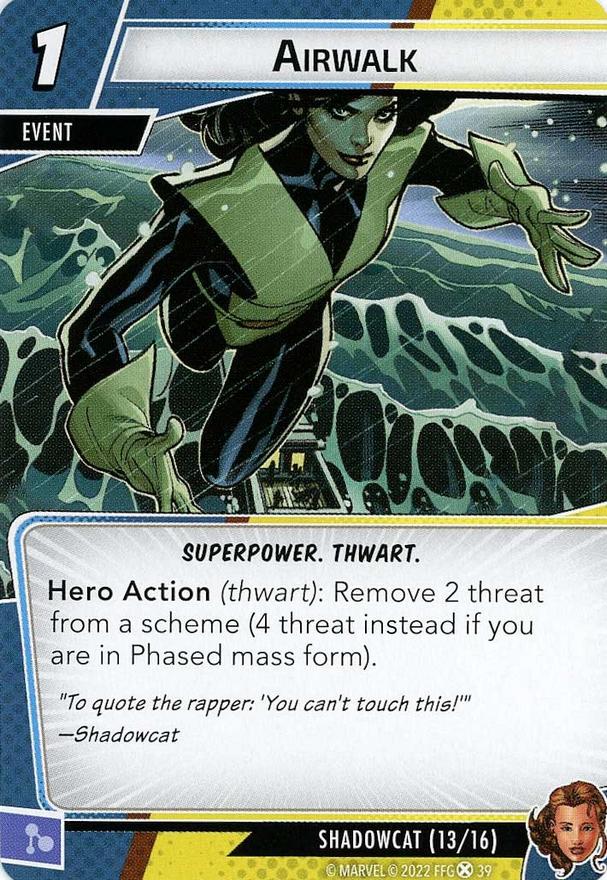 1
AIRWALK
EVENT
SUPERPOWER. THWART.
Hero Action (thwart): Remove 2 threat
from a scheme (4 threat instead if you
are in Phased mass form).
"To quote the rapper: 'You can't touch this!'"
—Shadowcat
SHADOWCAT (13/16)
© MARVEL © 2022 FFG 39